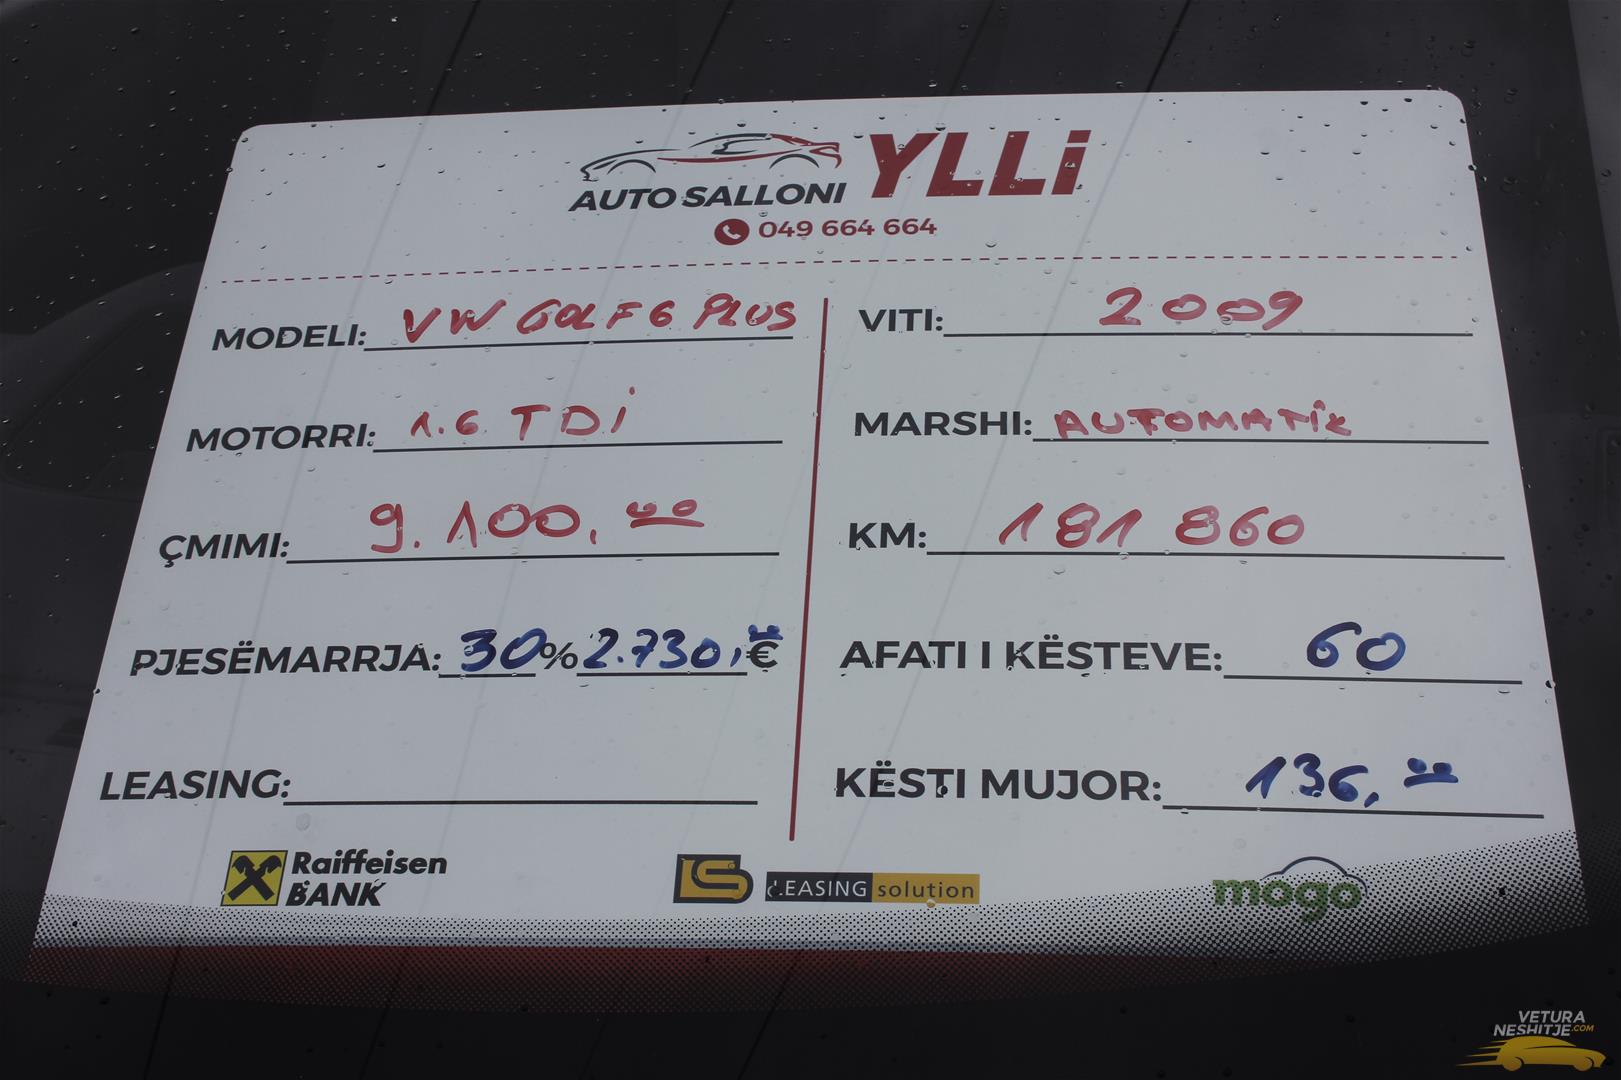 AUTO SALLONI YLLi
049 664 664
MODELI: VW GOLF 6 PLUS
VITI: 2009
MOTORRI: 1.6 TDi
MARSHI: AUTOMATIK
ÇMIMI: 9.100,00
KM: 181 860
PJESËMARRJA: 30% 2.730,00 €
AFATI I KËSTEVE: 60
LEASING:
KËSTI MUJOR: 136,00
Raiffeisen
BANK
LS LEASING solution
mogo
VETURA
NESHITJE.COM